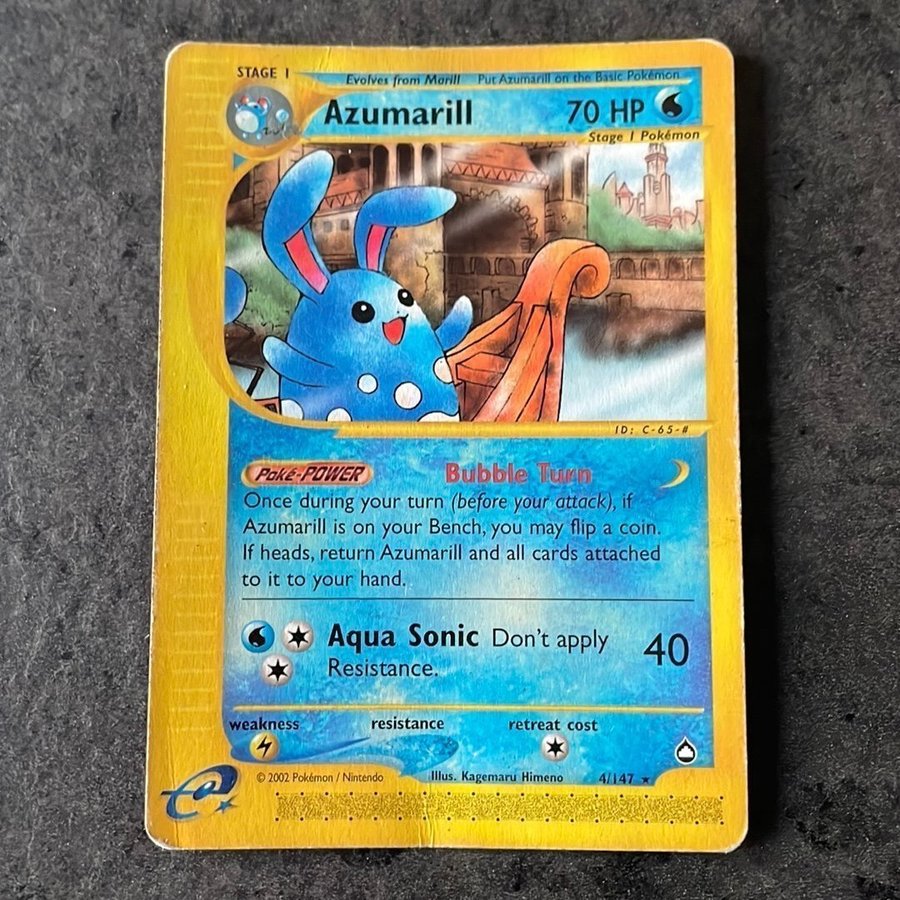 STAGE 1
Evolves from Marill Put Azumarill on the Basic Pokémon
Azumarill 70 HP
Stage 1 Pokémon
ID: C-65-#
Poké-POWER Bubble Turn
Once during your turn (before your attack), if
Azumarill is on your Bench, you may flip a coin.
If heads, return Azumarill and all cards attached
to it to your hand.
Aqua Sonic Don't apply 40
Resistance.
weakness resistance retreat cost
© 2002 Pokémon / Nintendo Illus. Kagemaru Himeno 4/147 ★
e